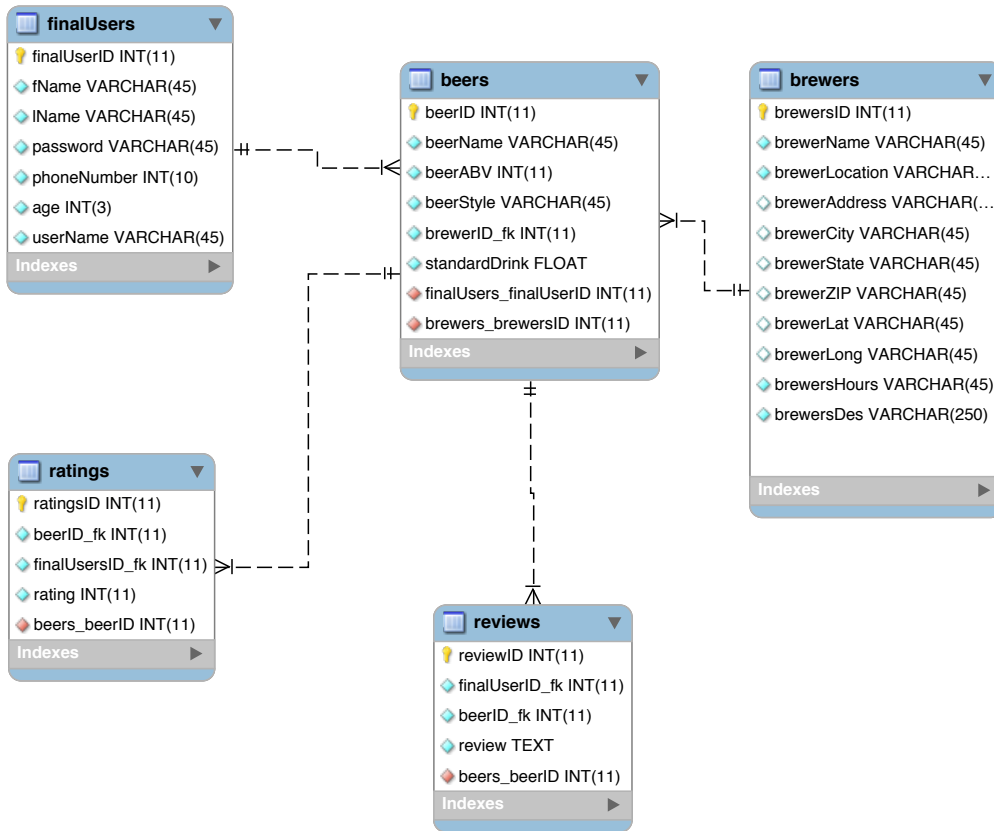 finalUsers
finalUserID INT(11)
fName VARCHAR(45)
lName VARCHAR(45)
password VARCHAR(45)
phoneNumber INT(10)
age INT(3)
userName VARCHAR(45)
Indexes
beers
beerID INT(11)
beerName VARCHAR(45)
beerABV INT(11)
beerStyle VARCHAR(45)
brewerID_fk INT(11)
standardDrink FLOAT
finalUsers_finalUserID INT(11)
brewers_brewersID INT(11)
Indexes
brewers
brewersID INT(11)
brewerName VARCHAR(45)
brewerLocation VARCHAR…
brewerAddress VARCHAR(…
brewerCity VARCHAR(45)
brewerState VARCHAR(45)
brewerZIP VARCHAR(45)
brewerLat VARCHAR(45)
brewerLong VARCHAR(45)
brewersHours VARCHAR(45)
brewersDes VARCHAR(250)
Indexes
ratings
ratingsID INT(11)
beerID_fk INT(11)
finalUsersID_fk INT(11)
rating INT(11)
beers_beerID INT(11)
Indexes
reviews
reviewID INT(11)
finalUserID_fk INT(11)
beerID_fk INT(11)
review TEXT
beers_beerID INT(11)
Indexes